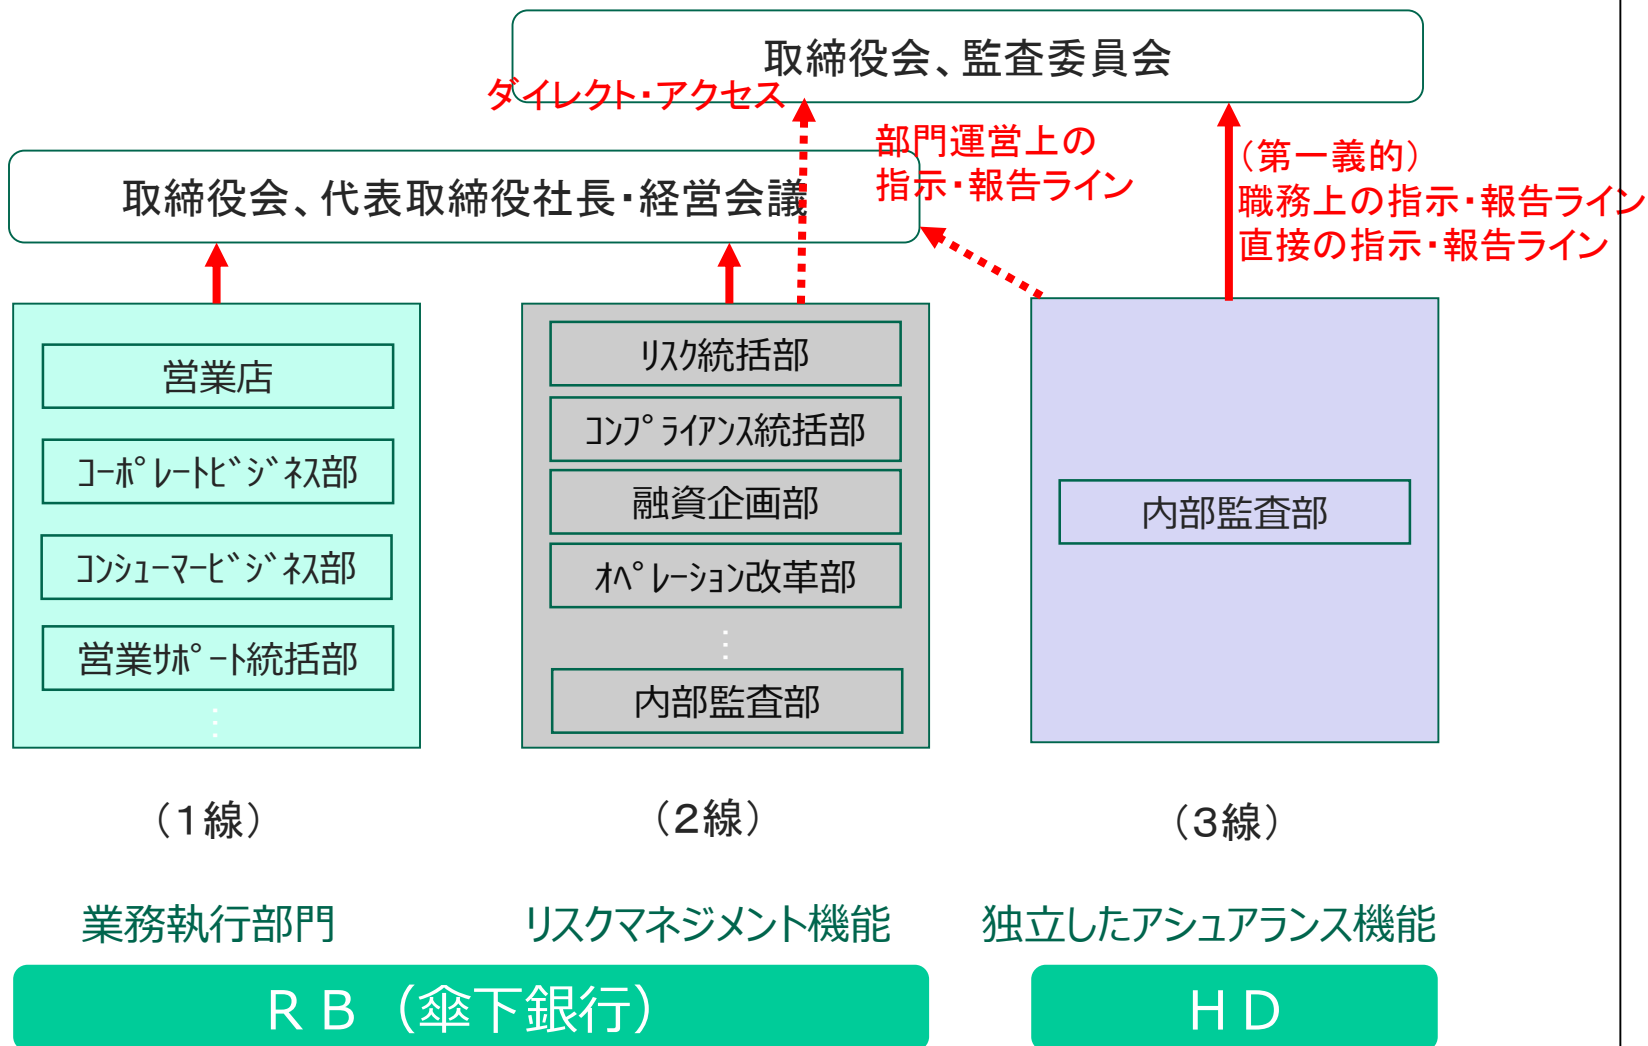 取締役会、監査委員会
ダイレクト・アクセス
部門運営上の
指示・報告ライン
（第一義的）
職務上の指示・報告ライン
直接の指示・報告ライン
取締役会、代表取締役社長・経営会議
営業店
ｺｰﾎﾟﾚｰﾄﾋﾞｼﾞﾈｽ部
ｺﾝｼｭｰﾏｰﾋﾞｼﾞﾈｽ部
営業ｻﾎﾟｰﾄ統括部
⋮
ﾘｽｸ統括部
ｺﾝﾌﾟﾗｲｱﾝｽ統括部
融資企画部
ｵﾍﾟﾚｰｼｮﾝ改革部
⋮
内部監査部
内部監査部
（1線）
（2線）
（3線）
業務執行部門
リスクマネジメント機能
独立したアシュアランス機能
ＲＢ（傘下銀行）
ＨＤ